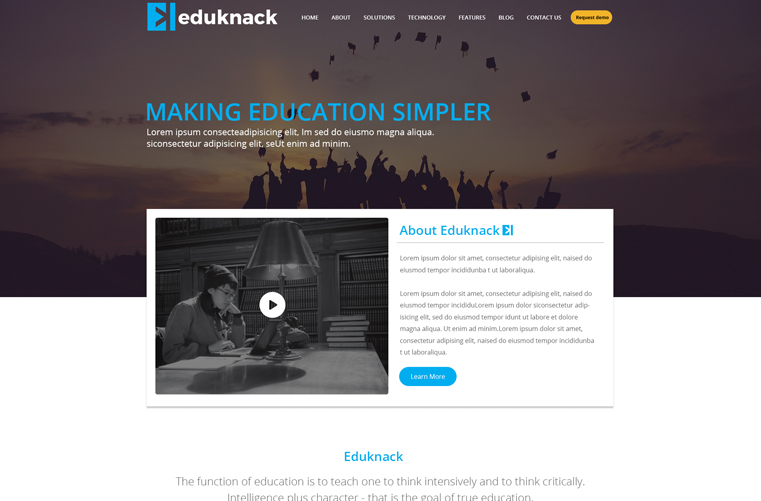 eduknack
HOME ABOUT SOLUTIONS TECHNOLOGY FEATURES BLOG CONTACT US Request demo
MAKING EDUCATION SIMPLER
Lorem ipsum consecteadipisicing elit, Im sed do eiusmo magna aliqua.
siconsectetur adipisicing elit, seUt enim ad minim.
About Eduknack
Lorem ipsum dolor sit amet, consectetur adipising elit, naised do
eiusmod tempor incididunba t ut laboraliqua.
Lorem ipsum dolor sit amet, consectetur adipising elit, naised do
eiusmod tempor incididuLorem ipsum dolor siconsectetur adip-
isicing elit, sed do eiusmod tempor idunt ut labore et dolore
magna aliqua. Ut enim ad minim.Lorem ipsum dolor sit amet,
consectetur adipising elit, naised do eiusmod tempor incididunba
t ut laboraliqua.
Learn More
Eduknack
The function of education is to teach one to think intensively and to think critically.
Intelligence plus character - that is the goal of true education.